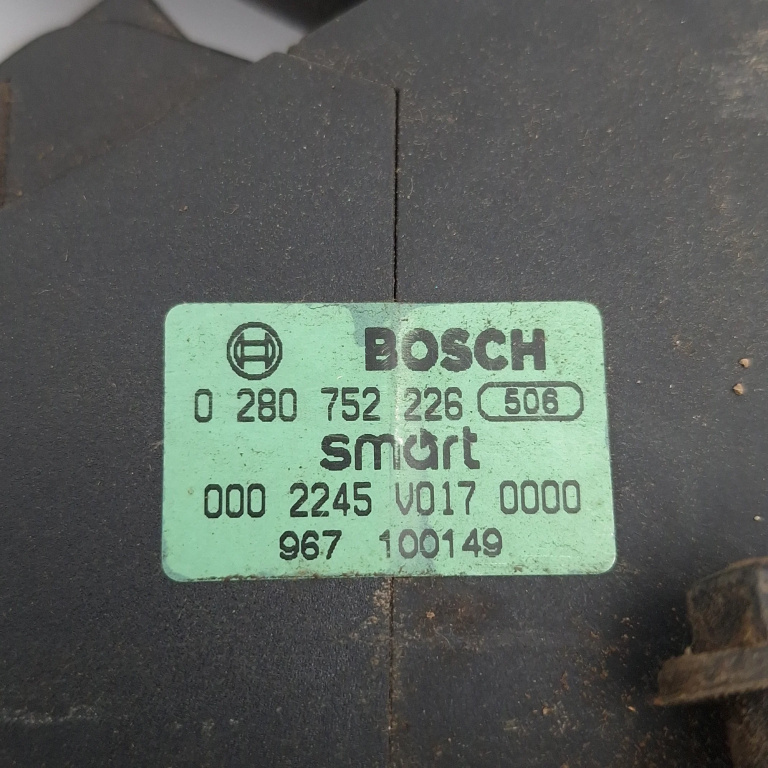 BOSCH
0 280 752 226 506
smart
000 2245 V017 0000
967 100149